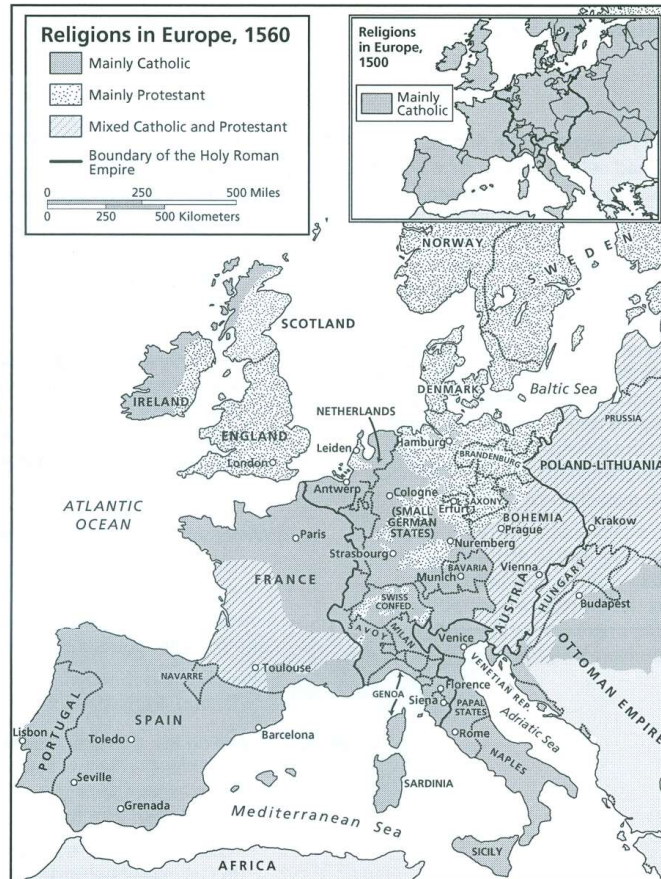 Religions in Europe, 1560
Mainly Catholic
Mainly Protestant
Mixed Catholic and Protestant
Boundary of the Holy Roman
Empire
0 250 500 Miles
0 250 500 Kilometers
Religions
in Europe,
1500
Mainly
Catholic
NORWAY
SWEDEN
SCOTLAND
DENMARK
Baltic Sea
IRELAND
NETHERLANDS
PRUSSIA
ENGLAND
Leiden
Hamburg
BRANDENBURG
POLAND-LITHUANIA
London
Antwerp
Cologne
SAXONY
Erfurt
ATLANTIC
OCEAN
(SMALL
GERMAN
STATES)
BOHEMIA
Prague
Krakow
Paris
Nuremberg
Strasbourg
BAVARIA
Vienna
Munich
FRANCE
AUSTRIA
HUNGARY
Budapest
SWISS
CONFED.
SAVOY
MILAN
Venice
OTTOMAN EMPIRE
VENETIAN REP.
Toulouse
NAVARRE
GENOA
Florence
Siena
PAPAL
STATES
Adriatic Sea
PORTUGAL
SPAIN
Lisbon
Toledo
Barcelona
Rome
NAPLES
Seville
SARDINIA
Grenada
Mediterranean Sea
SICILY
AFRICA